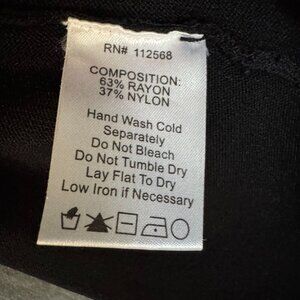 RN# 112568
COMPOSITION:
63% RAYON
37% NYLON
Hand Wash Cold
Separately
Do Not Bleach
Do Not Tumble Dry
Lay Flat To Dry
Low Iron if Necessary